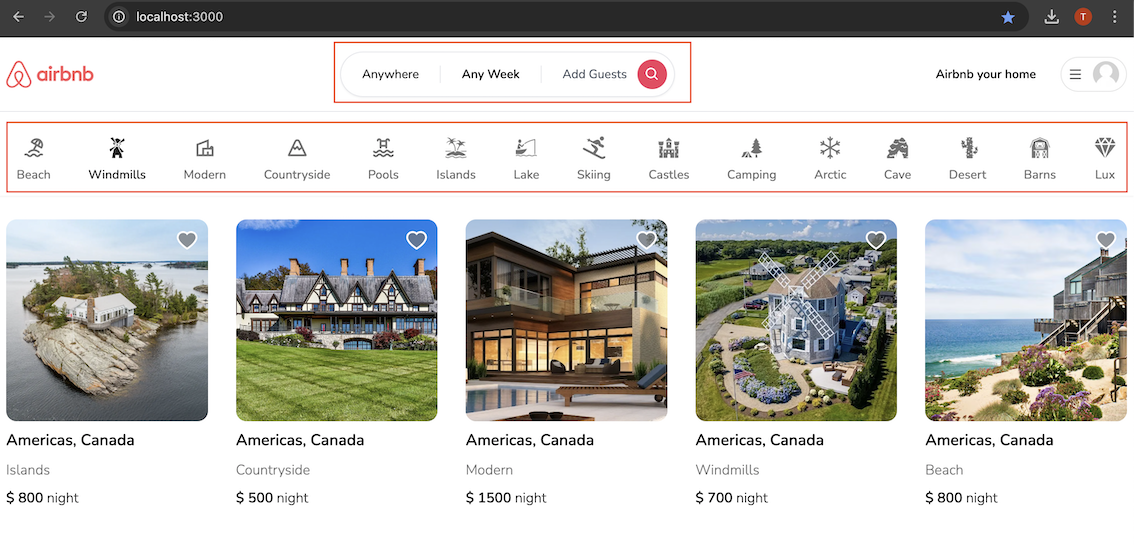 localhost:3000
T
airbnb
Anywhere Any Week Add Guests
Airbnb your home
Beach Windmills Modern Countryside Pools Islands Lake Skiing Castles Camping Arctic Cave Desert Barns Lux
Americas, Canada Americas, Canada Americas, Canada Americas, Canada Americas, Canada
Islands Countryside Modern Windmills Beach
$ 800 night $ 500 night $ 1500 night $ 700 night $ 800 night